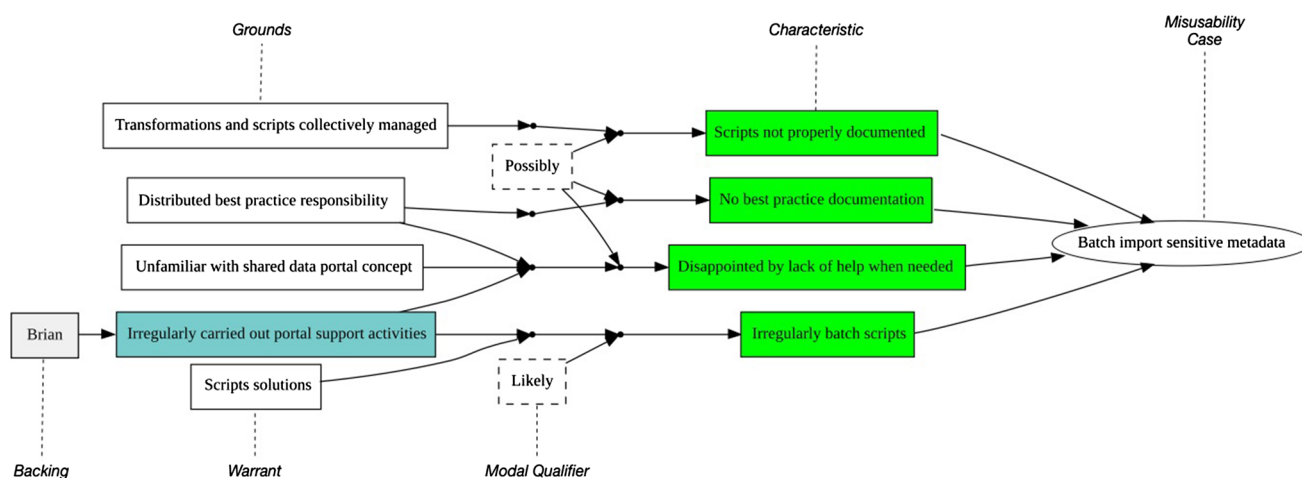 Grounds
Characteristic
Misusability
Case
Transformations and scripts collectively managed
Scripts not properly documented
Possibly
Distributed best practice responsibility
No best practice documentation
Batch import sensitive metadata
Unfamiliar with shared data portal concept
Disappointed by lack of help when needed
Brian
Irregularly carried out portal support activities
Irregularly batch scripts
Scripts solutions
Likely
Backing
Warrant
Modal Qualifier